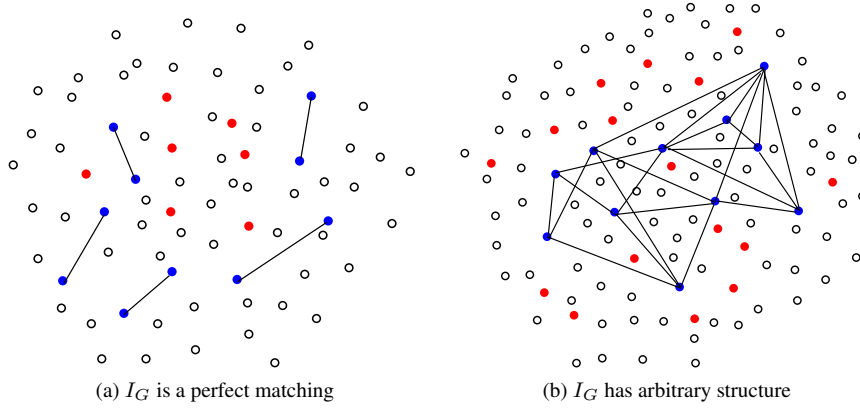 (a) I_G is a perfect matching
(b) I_G has arbitrary structure